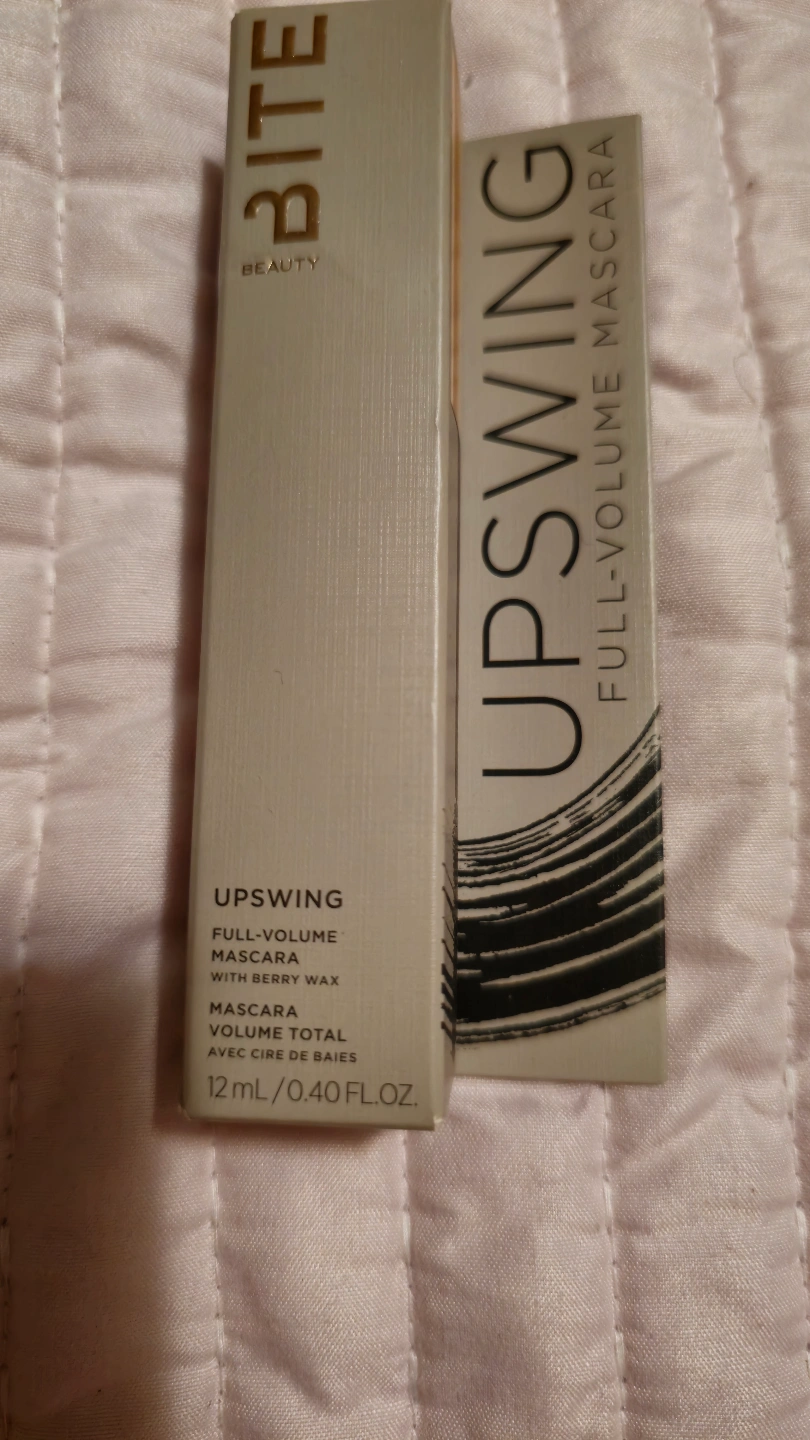 BITE
BEAUTY
UPSWING
FULL-VOLUME
MASCARA
WITH BERRY WAX
MASCARA
VOLUME TOTAL
AVEC CIRE DE BAIES
12 mL / 0.40 FL.OZ.
UPSWING
FULL-VOLUME MASCARA